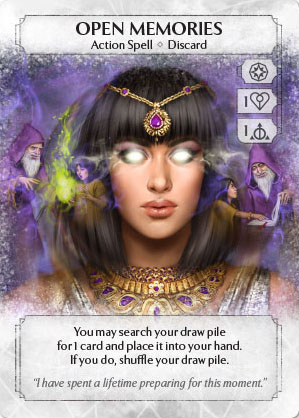 OPEN MEMORIES
Action Spell ◇ Discard
1
1
You may search your draw pile
for 1 card and place it into your hand.
If you do, shuffle your draw pile.
"I have spent a lifetime preparing for this moment."